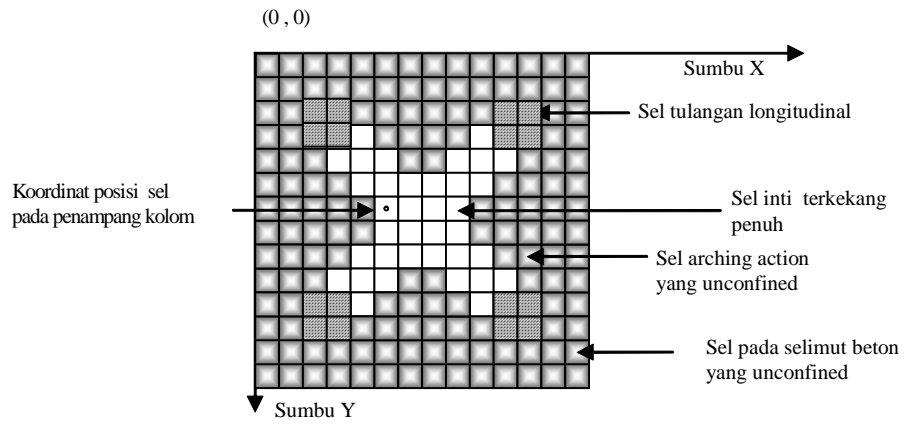 (0 , 0)
Sumbu X
Sel tulangan longitudinal
Koordinat posisi sel
pada penampang kolom
Sel inti terkekang
penuh
Sel arching action
yang unconfined
Sel pada selimut beton
yang unconfined
Sumbu Y